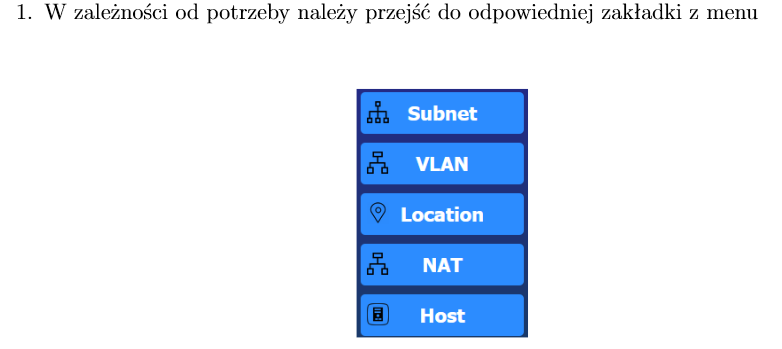 1. W zależności od potrzeby należy przejść do odpowiedniej zakładki z menu
Subnet
VLAN
Location
NAT
Host